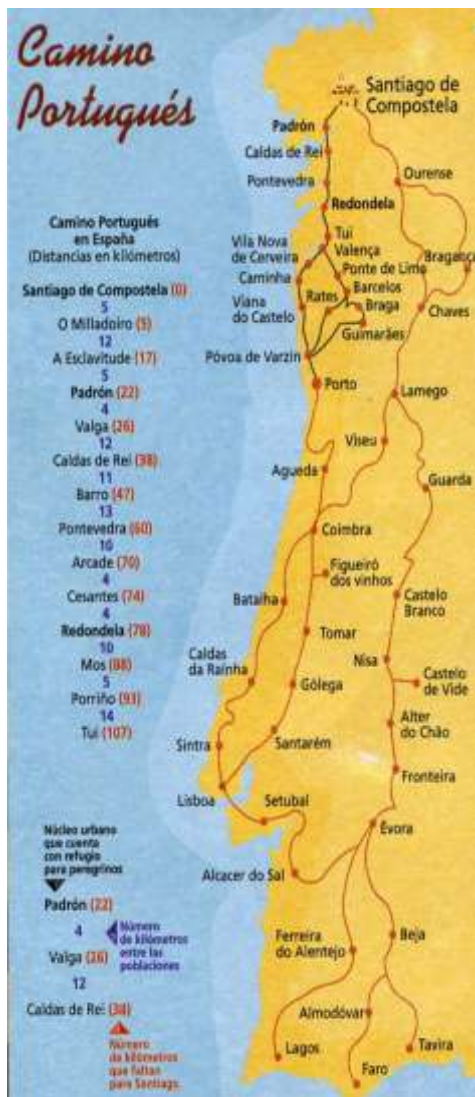 Camino
Portugués
Santiago de
Compostela
Padrón
Caldas de Rei
Pontevedra
Redondela
Ourense
Tui
Valença
Vila Nova
de Cerveira
Caminha
Ponte de Lima
Barcelos
Bragança
Rates
Braga
Viana
do Castelo
Guimarães
Chaves
Póvoa de Varzin
Porto
Lamego
Viseu
Agueda
Guarda
Coimbra
Figueiró
dos vinhos
Batalha
Castelo
Branco
Tomar
Caldas
da Rainha
Nisa
Castelo
de Vide
Gólega
Alter
do Chão
Sintra
Santarém
Fronteira
Lisboa
Setubal
Évora
Alcacer do Sal
Ferreira
do Alentejo
Beja
Almodóvar
Lagos
Faro
Tavira
Camino Portugués
en España
(Distancias en kilómetros)
Santiago de Compostela (0)
5
O Milladoiro (5)
12
A Esclavitude (17)
5
Padrón (22)
4
Valga (26)
12
Caldas de Rei (38)
11
Barro (47)
13
Pontevedra (60)
10
Arcade (70)
4
Cesantes (74)
4
Redondela (78)
10
Mos (88)
5
Porriño (93)
14
Tui (107)
Núcleo urbano
que cuenta
con refugio
para peregrinos
Padrón (22)
4
Número
de kilómetros
entre las
poblaciones
Valga (26)
12
Caldas de Rei (38)
Número
de kilómetros
que faltan
para Santiago.